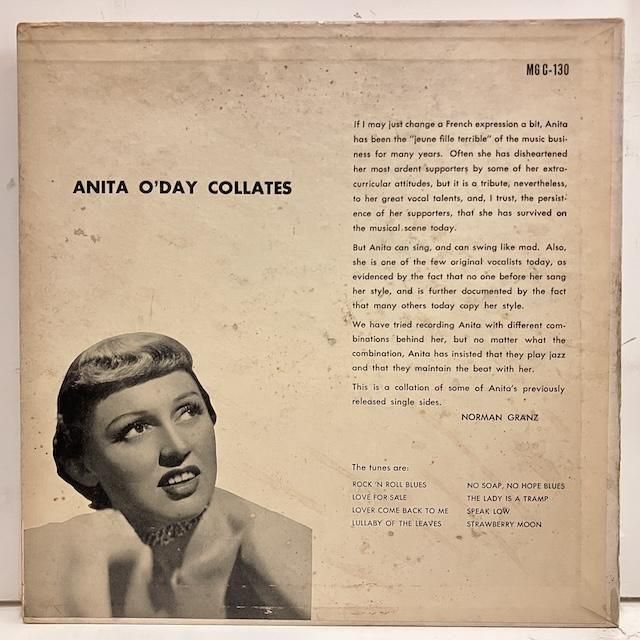 MG C-130
ANITA O'DAY COLLATES
If I may just change a French expression a bit, Anita
has been the "jeune fille terrible" of the music busi-
ness for many years. Often she has disheartened
her most ardent supporters by some of her extra-
curricular attitudes, but it is a tribute, nevertheless,
to her great vocal talents, and, I trust, the persist-
ence of her supporters, that she has survived on
the musical scene today.
But Anita can sing, and can swing like mad. Also,
she is one of the few original vocalists today, as
evidenced by the fact that no one before her sang
her style, and is further documented by the fact
that many others today copy her style.
We have tried recording Anita with different com-
binations behind her, but no matter what the
combination, Anita has insisted that they play jazz
and that they maintain the beat with her.
This is a collation of some of Anita's previously
released single sides.
NORMAN GRANZ
The tunes are:
ROCK 'N ROLL BLUES
LOVE FOR SALE
LOVER COME BACK TO ME
LULLABY OF THE LEAVES
NO SOAP, NO HOPE BLUES
THE LADY IS A TRAMP
SPEAK LOW
STRAWBERRY MOON